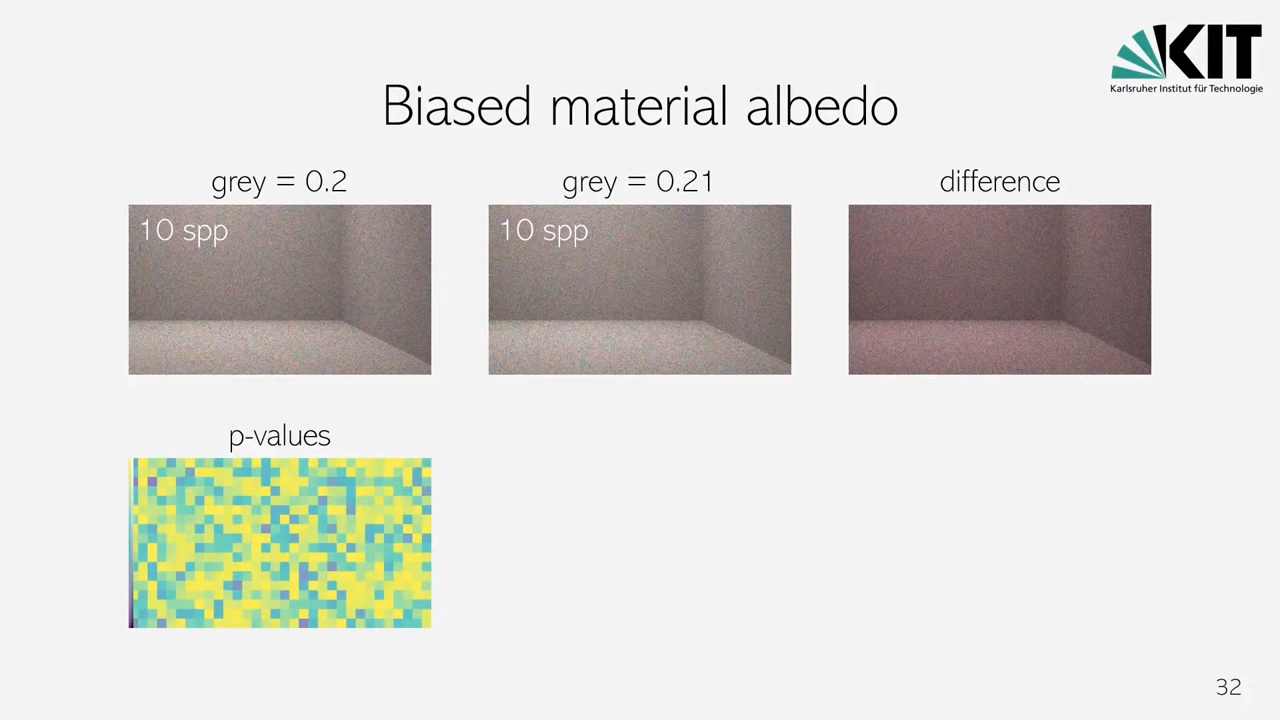 KIT
Karlsruher Institut für Technologie
Biased material albedo
grey = 0.2
grey = 0.21
difference
10 spp
10 spp
p-values
32